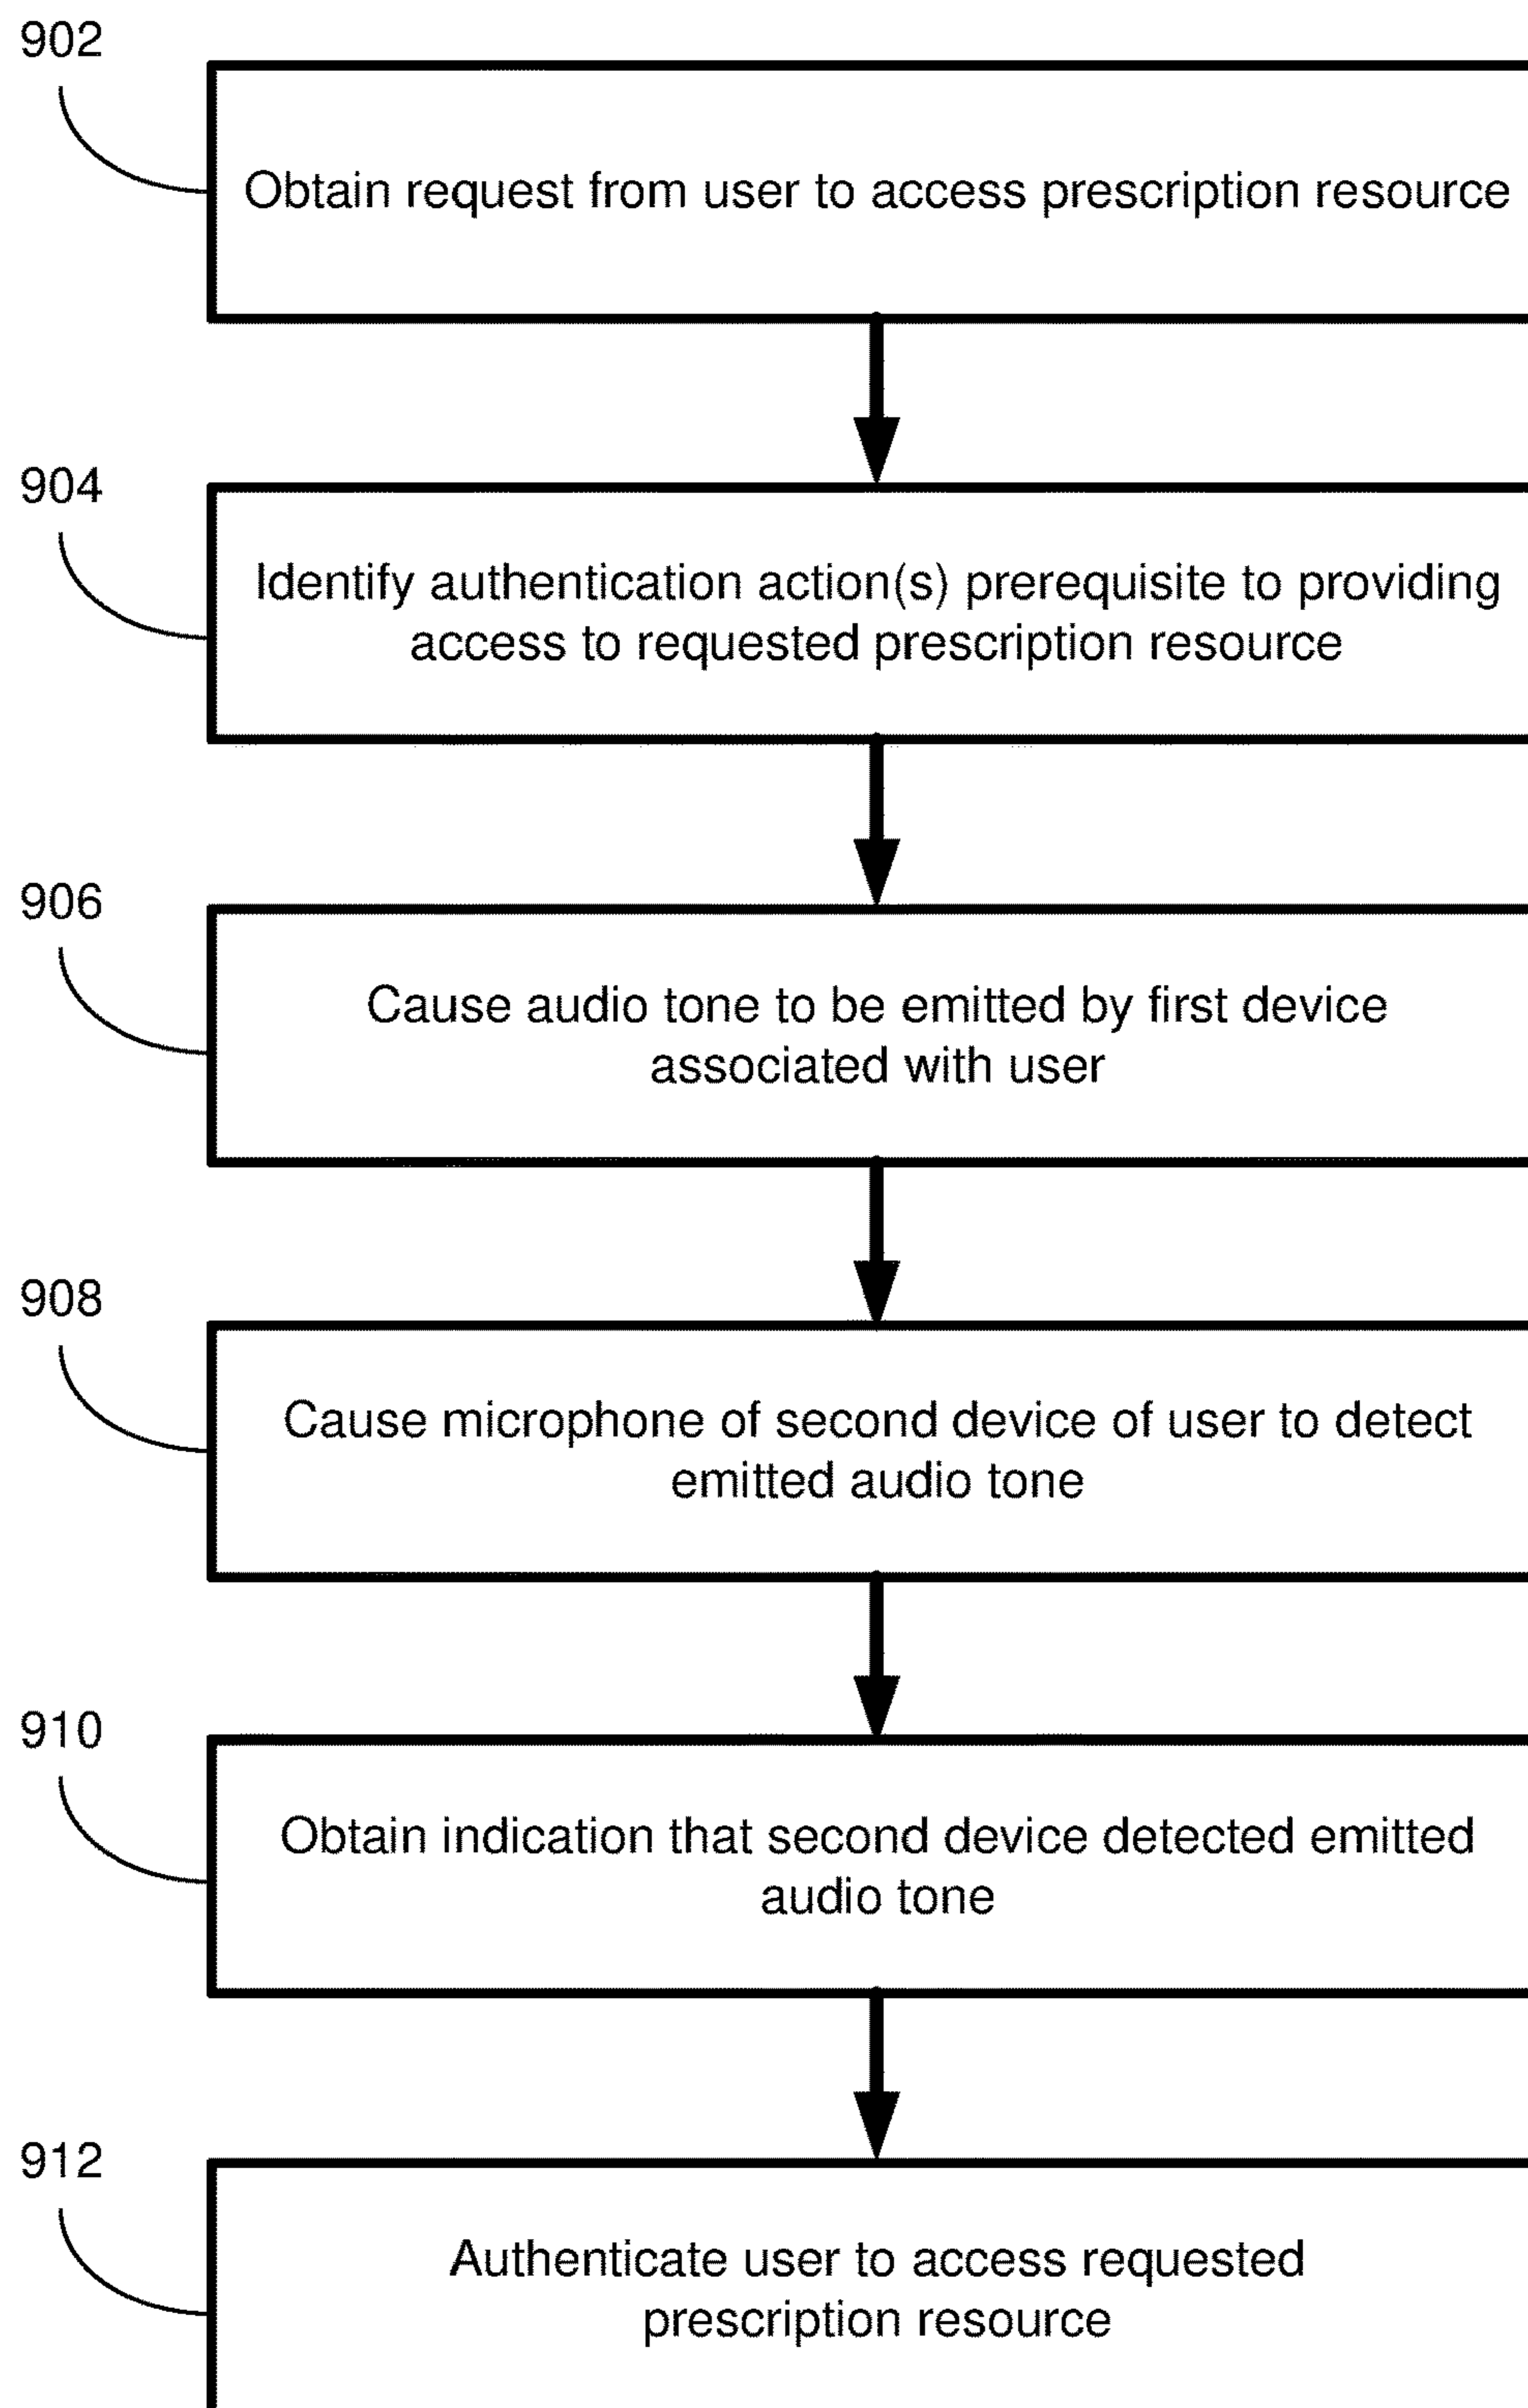 902
Obtain request from user to access prescription resource
904
Identify authentication action(s) prerequisite to providing
access to requested prescription resource
906
Cause audio tone to be emitted by first device
associated with user
908
Cause microphone of second device of user to detect
emitted audio tone
910
Obtain indication that second device detected emitted
audio tone
912
Authenticate user to access requested
prescription resource